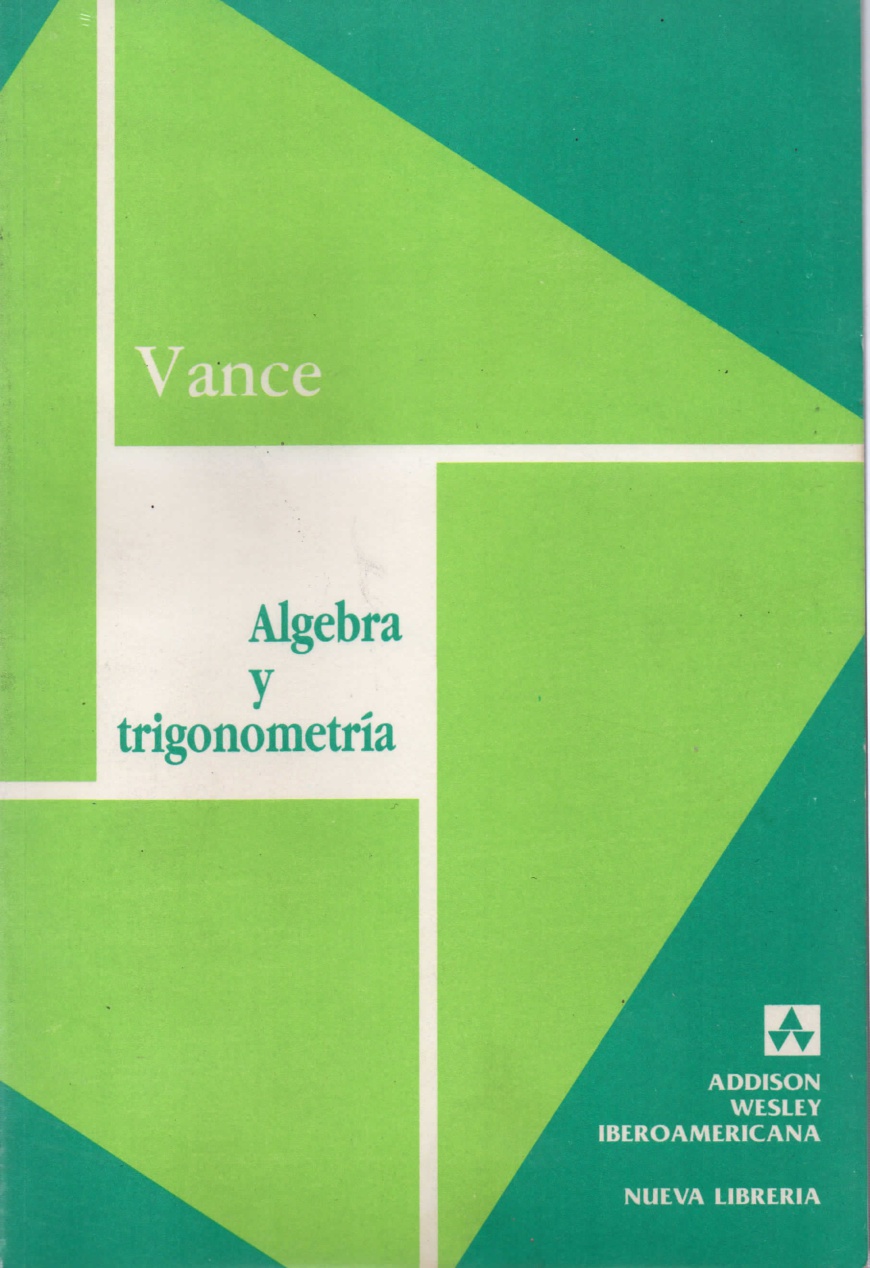 Vance
Algebra
y
trigonometría
ADDISON
WESLEY
IBEROAMERICANA
NUEVA LIBRERIA